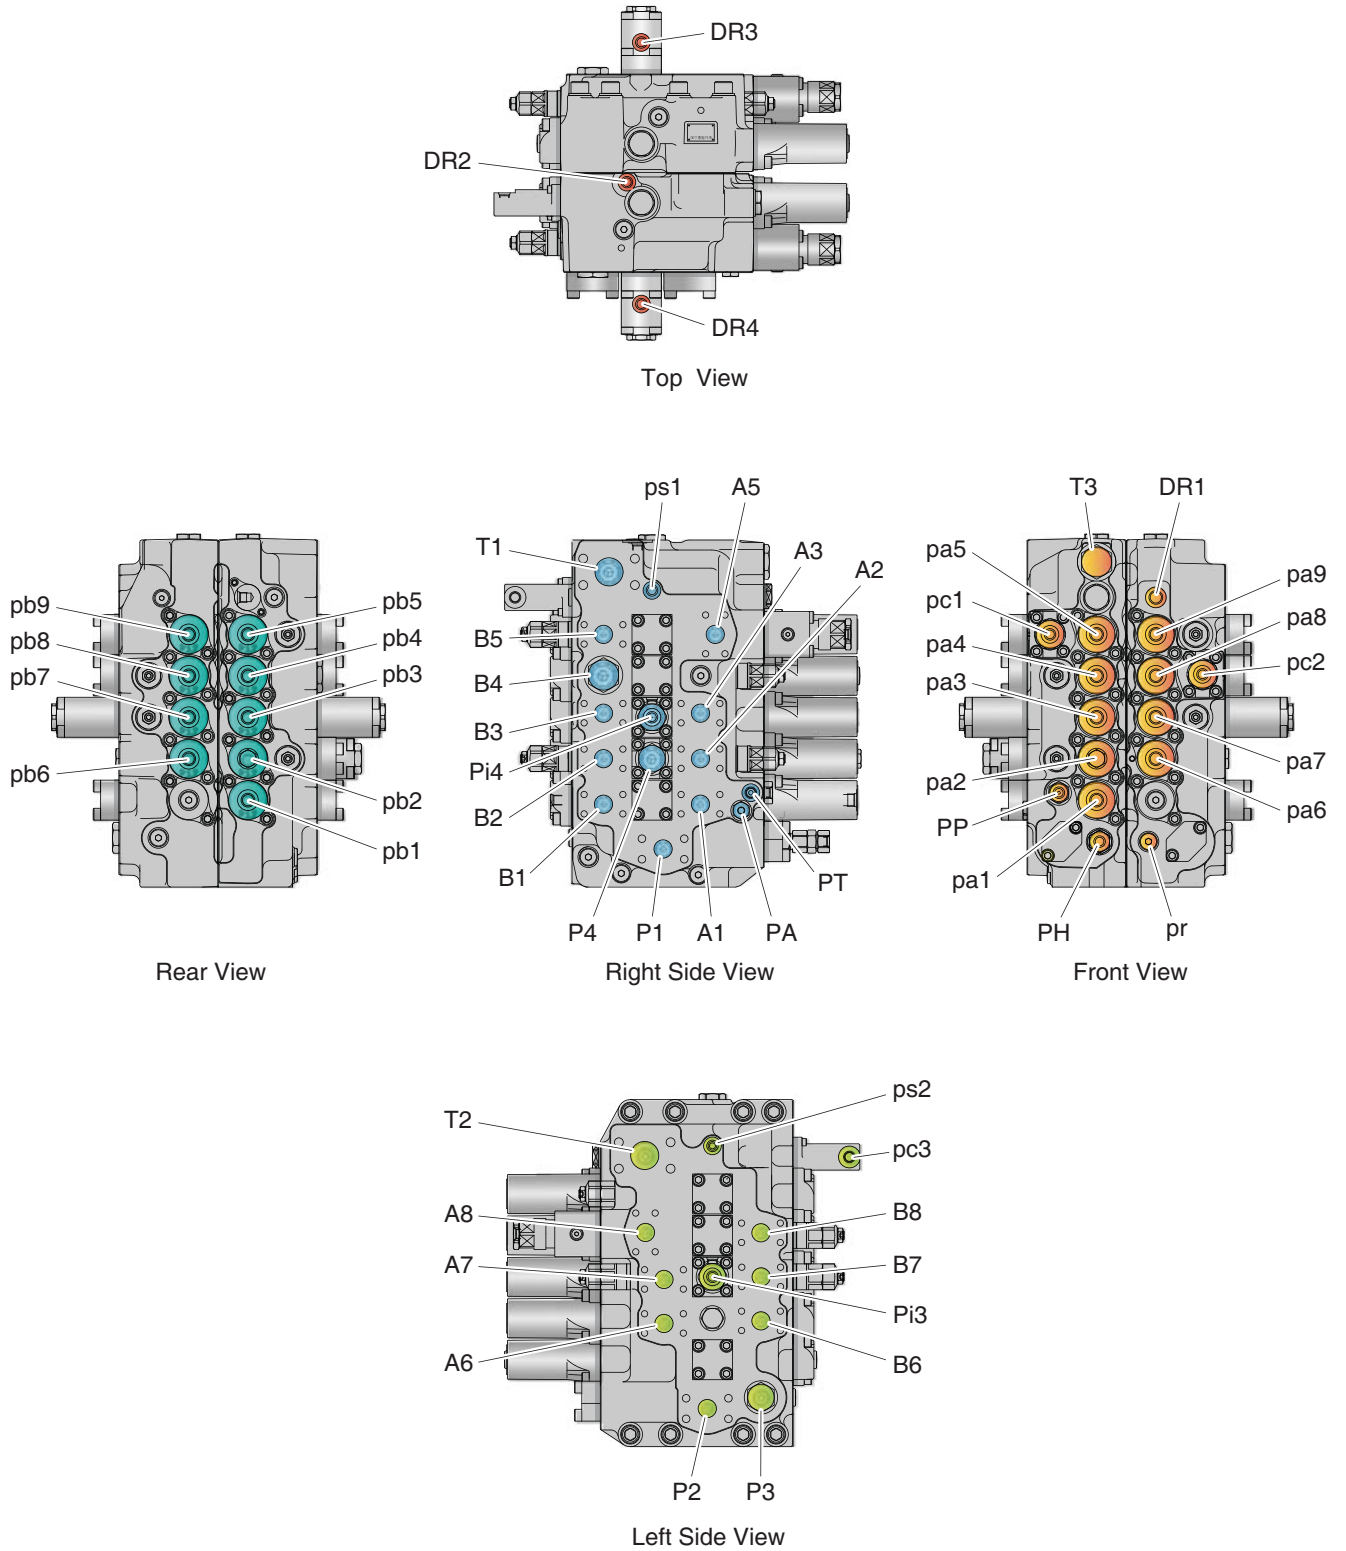 DR3
DR2
DR4
Top View
ps1 A5
T1
A3
A2
B5
B4
B3
Pi4
B2
B1
PT
P4 P1 A1 PA
Right Side View
pb9
pb8
pb7
pb6
pb5
pb4
pb3
pb2
pb1
Rear View
T3 DR1
pa5
pc1
pa4
pa3
pa2
PP
pa1
PH
pa9
pa8
pc2
pa7
pa6
pr
Front View
T2
A8
A7
A6
ps2
pc3
B8
B7
Pi3
B6
P2 P3
Left Side View